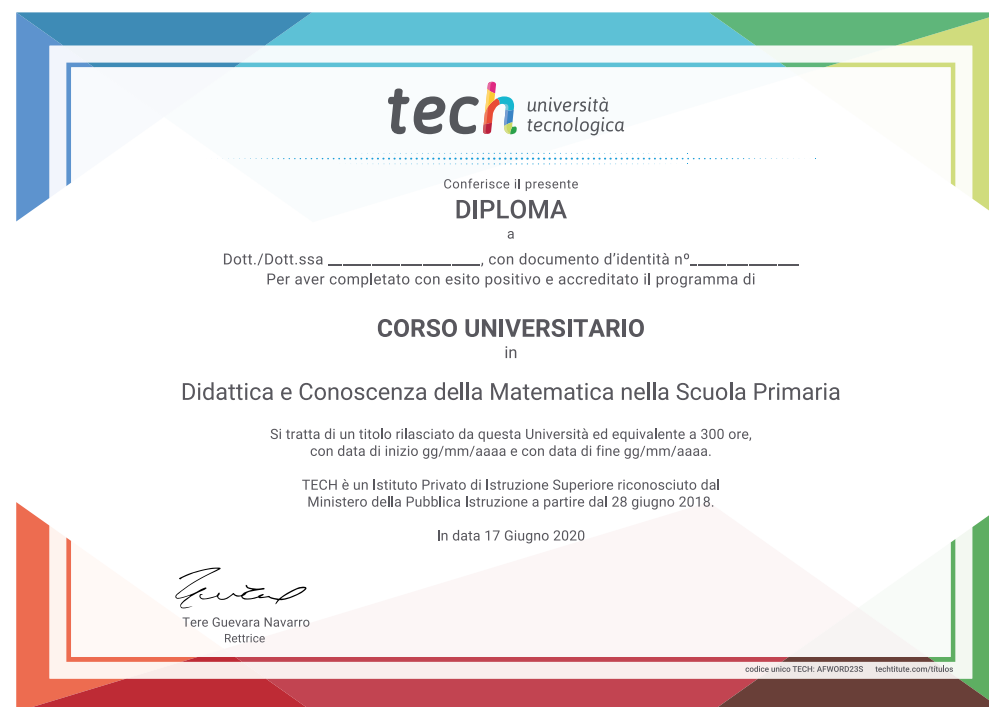 tech università
tecnologica
Conferisce il presente
DIPLOMA
a
Dott./Dott.ssa _________________, con documento d'identità nº____________
Per aver completato con esito positivo e accreditato il programma di
CORSO UNIVERSITARIO
in
Didattica e Conoscenza della Matematica nella Scuola Primaria
Si tratta di un titolo rilasciato da questa Università ed equivalente a 300 ore,
con data di inizio gg/mm/aaaa e con data di fine gg/mm/aaaa.
TECH è un Istituto Privato di Istruzione Superiore riconosciuto dal
Ministero della Pubblica Istruzione a partire dal 28 giugno 2018.
In data 17 Giugno 2020
Tere Guevara Navarro
Rettrice
codice unico TECH: AFWORD23S techtitute.com/títulos